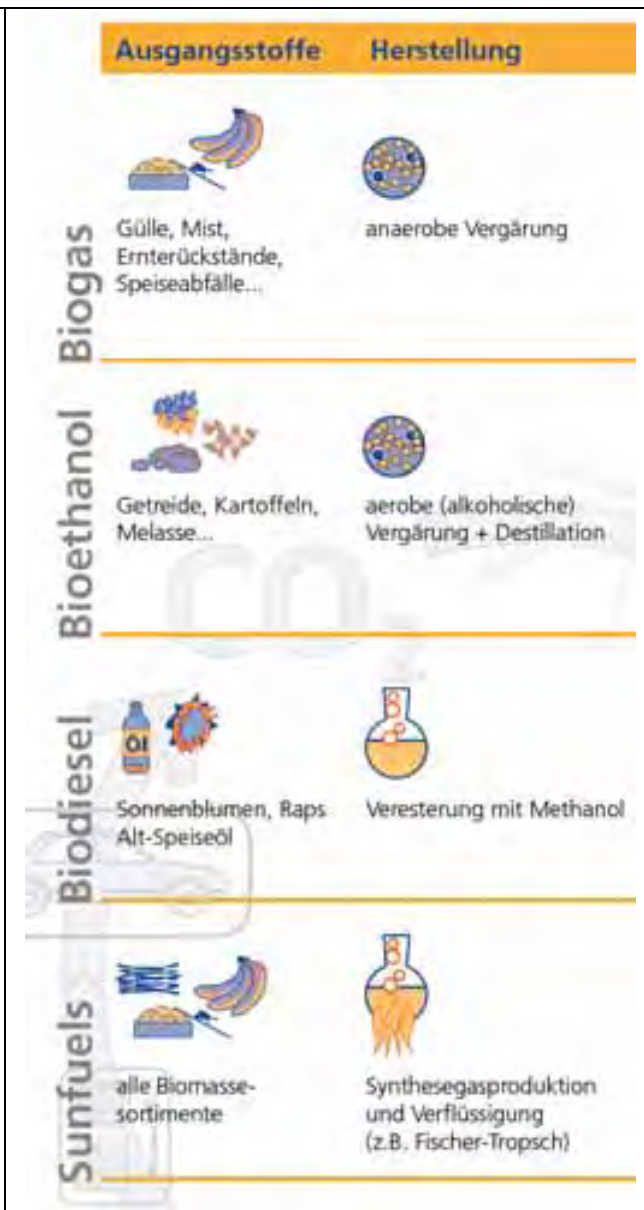 Ausgangsstoffe Herstellung
Biogas
Gülle, Mist,
Ernterückstände,
Speiseabfälle...
anaerobe Vergärung
Bioethanol
Getreide, Kartoffeln,
Melasse...
aerobe (alkoholische)
Vergärung + Destillation
CO2
Biodiesel
Öl
Sonnenblumen, Raps
Alt-Speiseöl
Veresterung mit Methanol
Sunfuels
alle Biomasse-
sortimente
Synthesegasproduktion
und Verflüssigung
(z.B. Fischer-Tropsch)